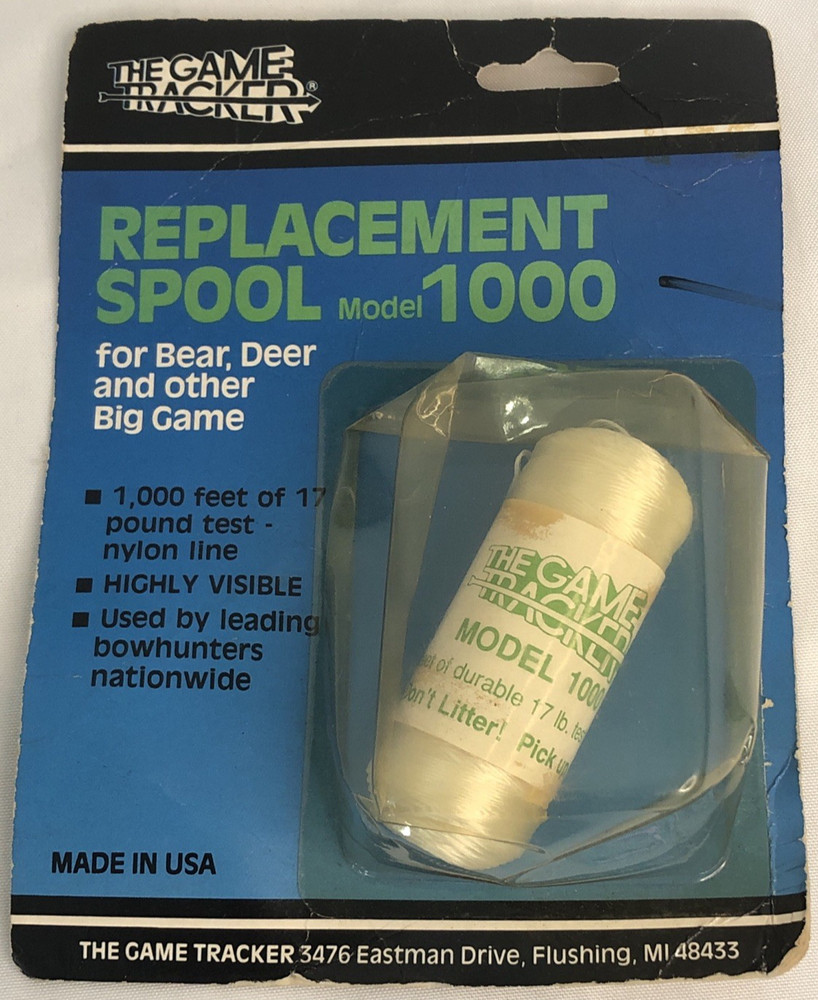 THE GAME
TRACKER®
REPLACEMENT
SPOOL Model 1000
for Bear, Deer
and other
Big Game
■ 1,000 feet of 17
pound test -
nylon line
■ HIGHLY VISIBLE
■ Used by leading
bowhunters
nationwide
THE GAME
TRACKER
MODEL 1000
of durable 17 lb.
Don't Litter! Pick
MADE IN USA
THE GAME TRACKER 3476 Eastman Drive, Flushing, MI 48433